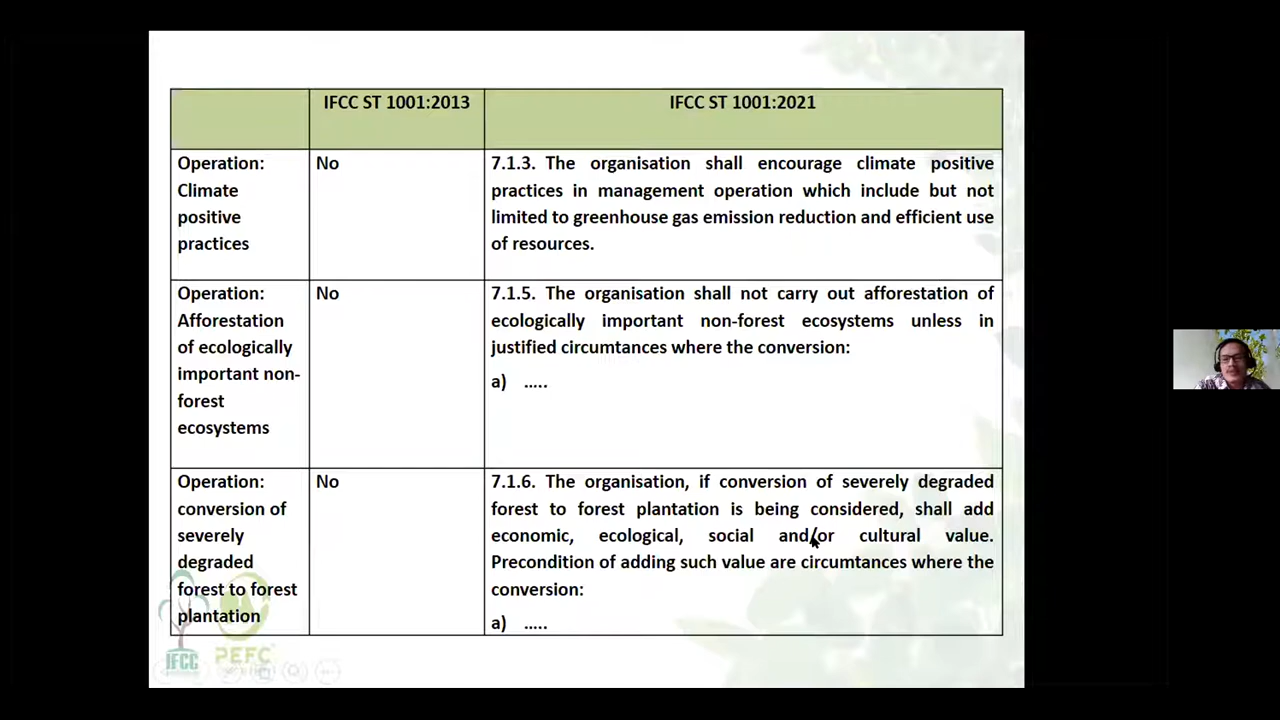 IFCC ST 1001:2013
IFCC ST 1001:2021
Operation:
Climate
positive
practices
No
7.1.3. The organisation shall encourage climate positive
practices in management operation which include but not
limited to greenhouse gas emission reduction and efficient use
of resources.
Operation:
Afforestation
of ecologically
important non-
forest
ecosystems
No
7.1.5. The organisation shall not carry out afforestation of
ecologically important non-forest ecosystems unless in
justified circumtances where the conversion:
a) .....
Operation:
conversion of
severely
degraded
forest to forest
plantation
No
7.1.6. The organisation, if conversion of severely degraded
forest to forest plantation is being considered, shall add
economic, ecological, social and/or cultural value.
Precondition of adding such value are circumtances where the
conversion:
a) .....
IFCC
PEFC